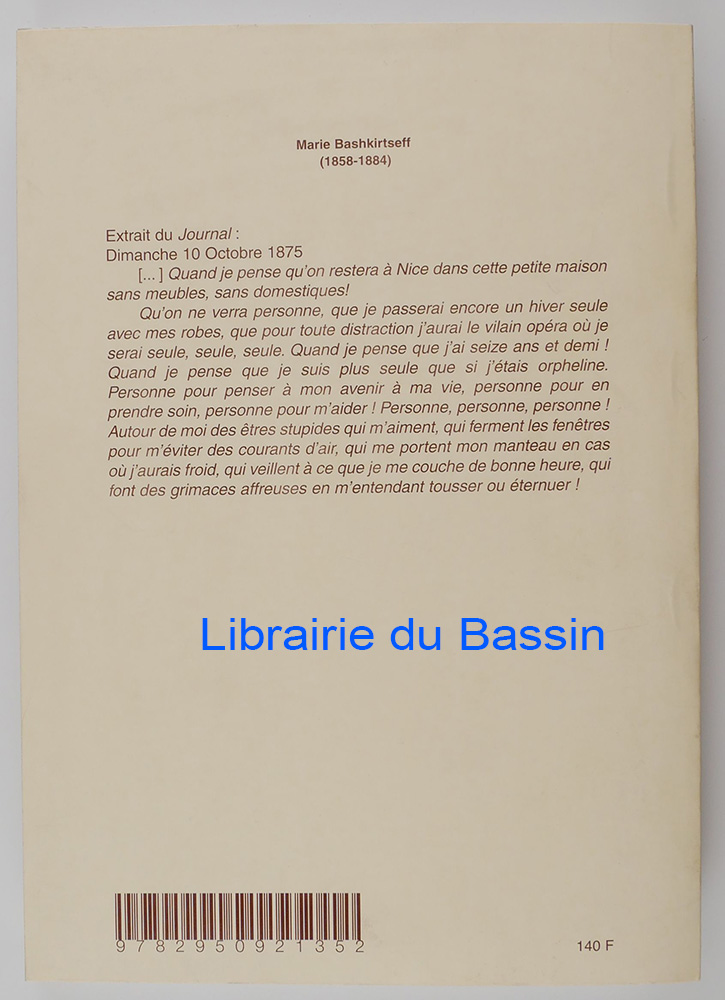 Marie Bashkirtseff
(1858-1884)
Extrait du Journal :
Dimanche 10 Octobre 1875
[... ] Quand je pense qu'on restera à Nice dans cette petite maison
sans meubles, sans domestiques!
Qu'on ne verra personne, que je passerai encore un hiver seule
avec mes robes, que pour toute distraction j'aurai le vilain opéra où je
serai seule, seule, seule. Quand je pense que j'ai seize ans et demi !
Quand je pense que je suis plus seule que si j'étais orpheline.
Personne pour penser à mon avenir à ma vie, personne pour en
prendre soin, personne pour m'aider ! Personne, personne, personne !
Autour de moi des êtres stupides qui m'aiment, qui ferment les fenêtres
pour m'éviter des courants d'air, qui me portent mon manteau en cas
où j'aurais froid, qui veillent à ce que je me couche de bonne heure, qui
font des grimaces affreuses en m'entendant tousser ou éternuer !
Librairie du Bassin
9782950921352
140 F